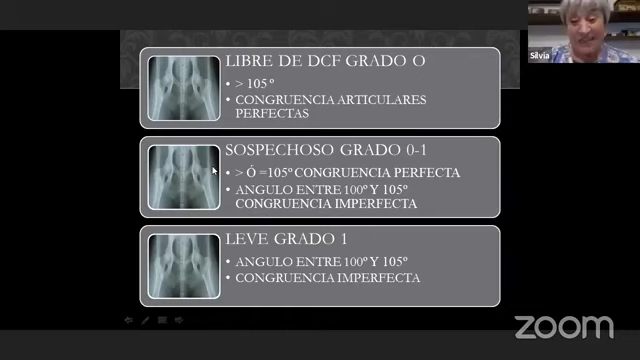 LIBRE DE DCF GRADO O
• > 105 º
• CONGRUENCIA ARTICULARES
PERFECTAS
SOSPECHOSO GRADO 0-1
• > Ó =105º CONGRUENCIA PERFECTA
• ANGULO ENTRE 100º Y 105º
CONGRUENCIA IMPERFECTA
LEVE GRADO 1
• ANGULO ENTRE 100º Y 105º
• CONGRUENCIA IMPERFECTA
Silvia
zoom